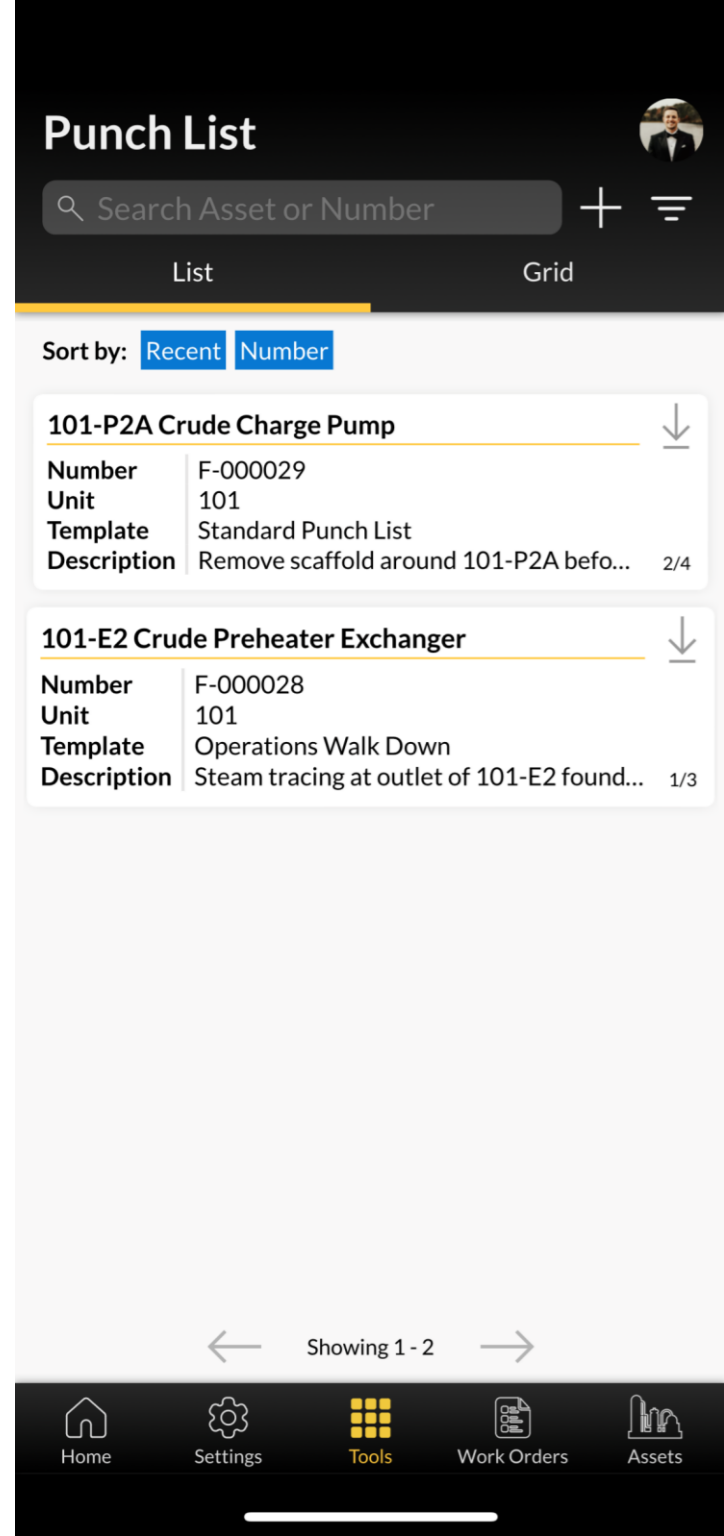 Punch List
Search Asset or Number
List Grid
Sort by: Recent Number
101-P2A Crude Charge Pump
Number F-000029
Unit 101
Template Standard Punch List
Description Remove scaffold around 101-P2A befo... 2/4
101-E2 Crude Preheater Exchanger
Number F-000028
Unit 101
Template Operations Walk Down
Description Steam tracing at outlet of 101-E2 found... 1/3
Showing 1 - 2
Home Settings Tools Work Orders Assets